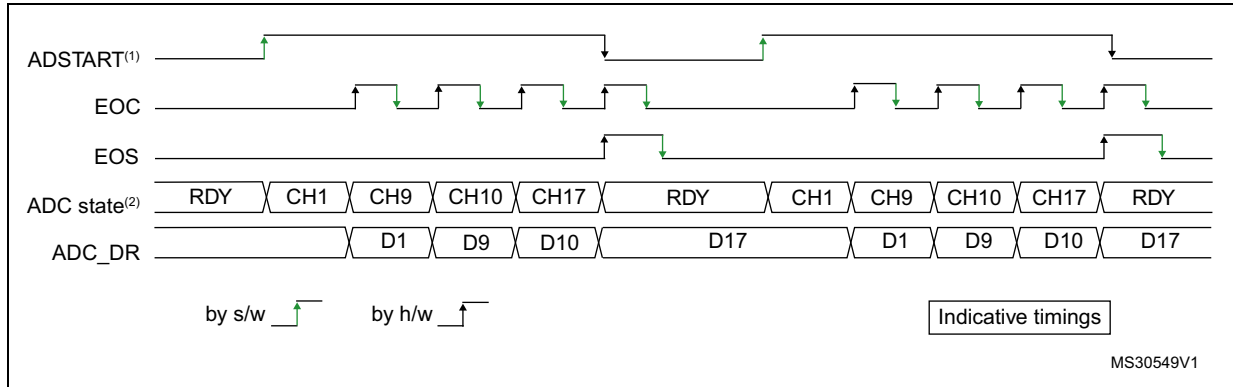 ADSTART(1)
EOC
EOS
ADC state(2) RDY CH1 CH9 CH10 CH17 RDY CH1 CH9 CH10 CH17 RDY
ADC_DR D1 D9 D10 D17 D1 D9 D10 D17
by s/w by h/w Indicative timings
MS30549V1